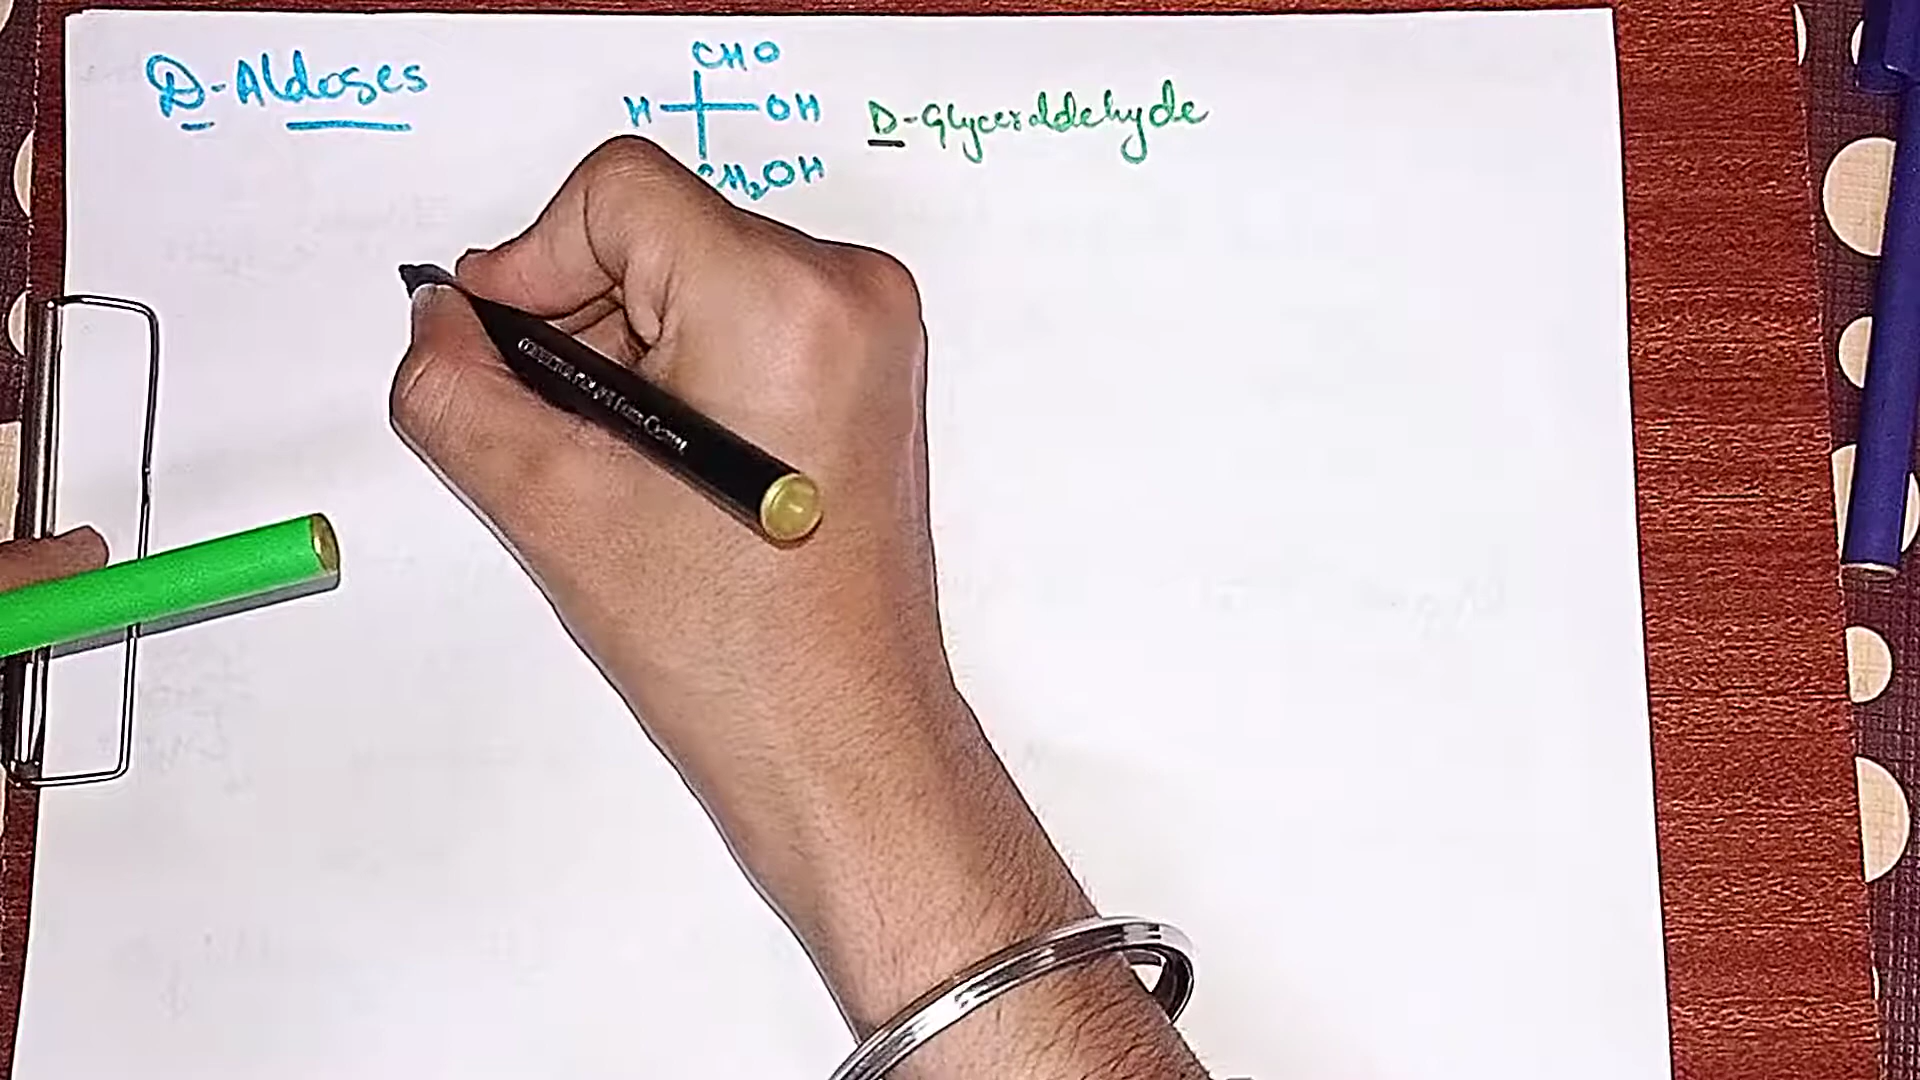 D-Aldoses
CHO
H OH
D-Glyceraldehyde
CH₂OH